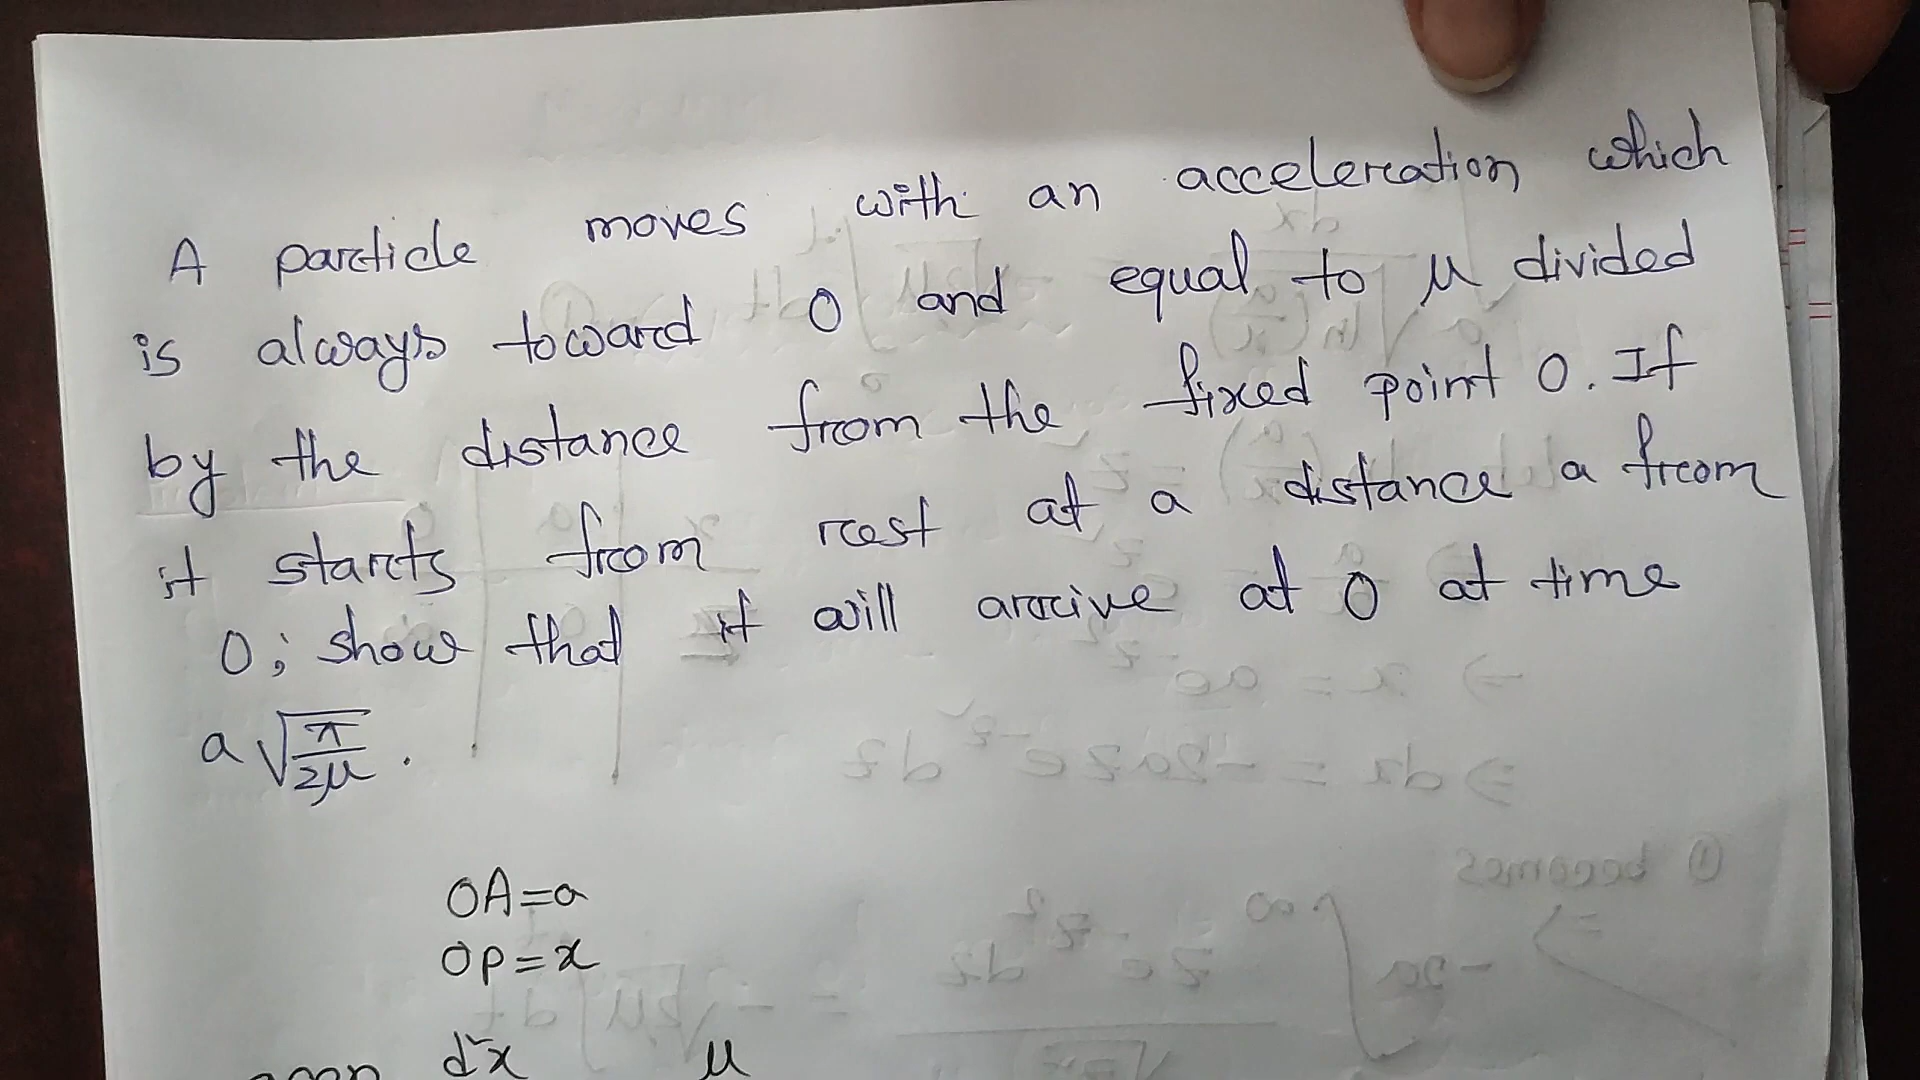 A particle moves with an acceleration which
is always toward O and equal to μ divided
by the distance from the fixed point O. If
it starts from rest at a distance a from
O; show that it will arrive at O at time
a √(π/2μ) .
OA=a
OP=x
d²x μ